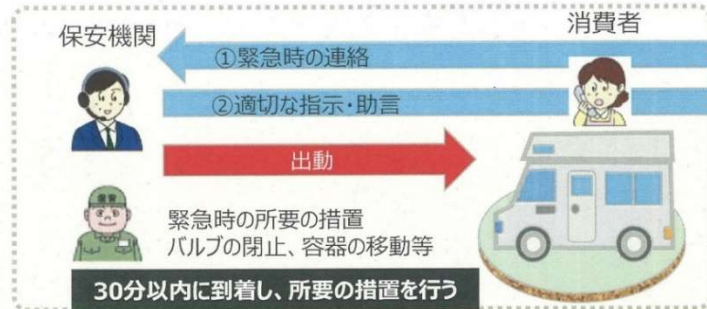 保安機関
消費者
①緊急時の連絡
②適切な指示・助言
出動
緊急時の所要の措置
バルブの閉止、容器の移動等
30分以内に到着し、所要の措置を行う